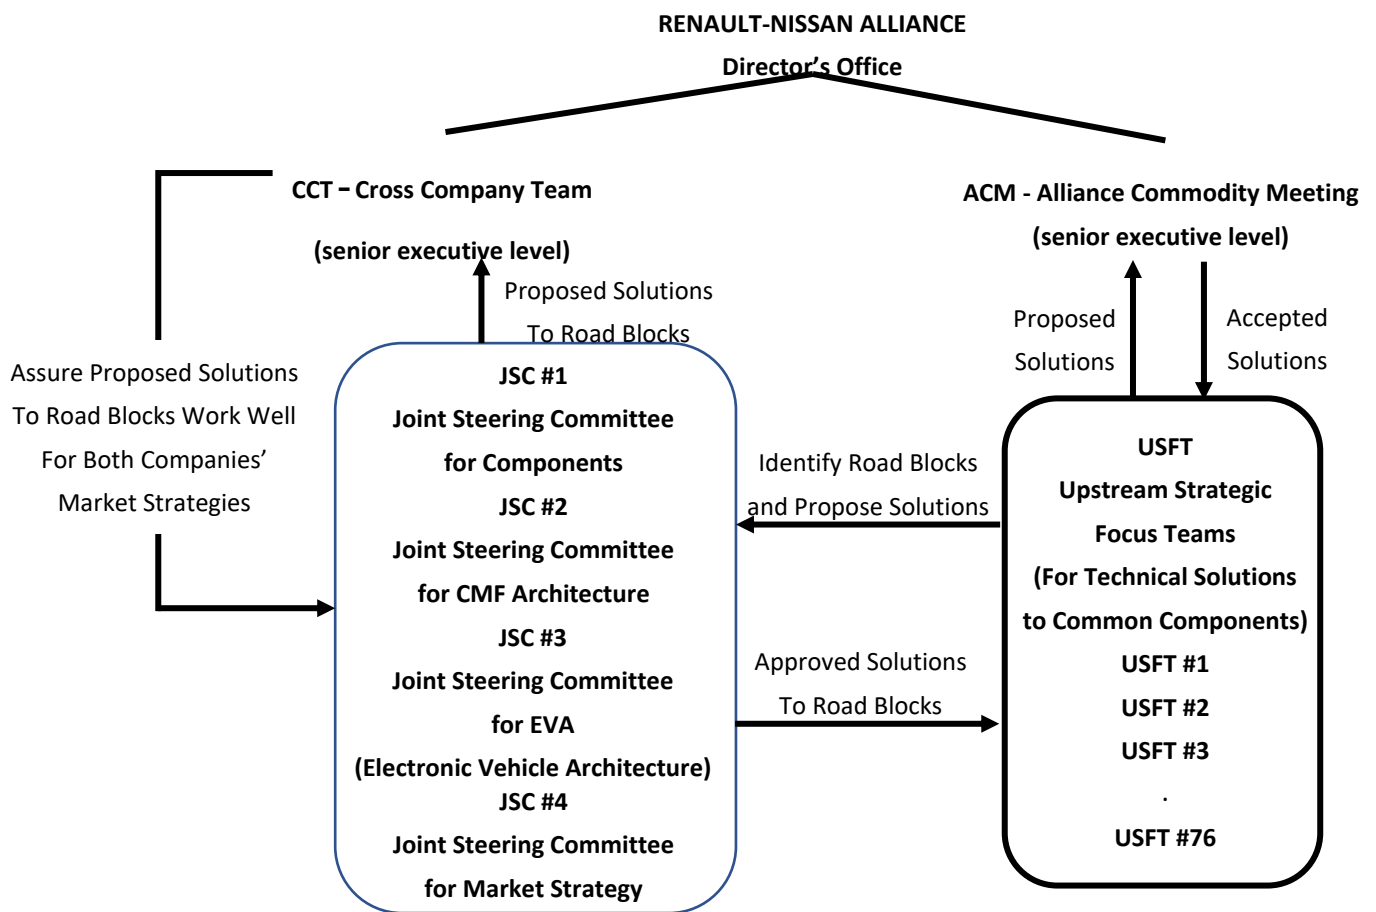 RENAULT-NISSAN ALLIANCE
Director's Office
CCT – Cross Company Team
(senior executive level)
ACM - Alliance Commodity Meeting
(senior executive level)
Proposed Solutions
To Road Blocks
Proposed
Solutions
Accepted
Solutions
Assure Proposed Solutions
To Road Blocks Work Well
For Both Companies'
Market Strategies
JSC #1
Joint Steering Committee
for Components
JSC #2
Joint Steering Committee
for CMF Architecture
JSC #3
Joint Steering Committee
for EVA
(Electronic Vehicle Architecture)
JSC #4
Joint Steering Committee
for Market Strategy
Identify Road Blocks
and Propose Solutions
Approved Solutions
To Road Blocks
USFT
Upstream Strategic
Focus Teams
(For Technical Solutions
to Common Components)
USFT #1
USFT #2
USFT #3
.
USFT #76